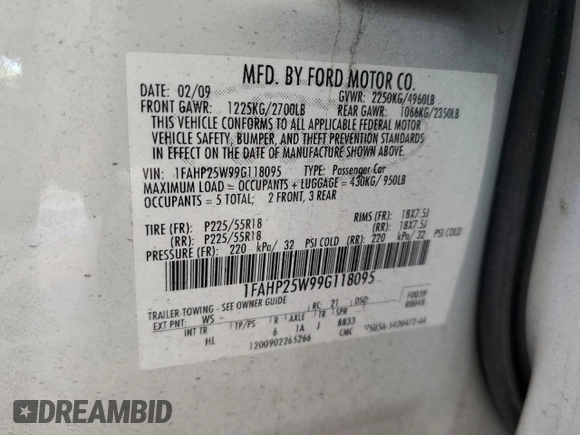 MFD. BY FORD MOTOR CO.
DATE: 02/09 GVWR: 2250KG/4960LB
FRONT GAWR: 1225KG/2700LB REAR GAWR: 1066KG/2350LB
THIS VEHICLE CONFORMS TO ALL APPLICABLE FEDERAL MOTOR
VEHICLE SAFETY, BUMPER, AND THEFT PREVENTION STANDARDS
IN EFFECT ON THE DATE OF MANUFACTURE SHOWN ABOVE.
VIN: 1FAHP25W99G118095 TYPE: Passenger Car
MAXIMUM LOAD = OCCUPANTS + LUGGAGE = 430KG/950LB
OCCUPANTS = 5 TOTAL; 2 FRONT, 3 REAR
TIRE (FR): P225/55R18 RIMS (FR): 18X7.5J
(RR): P225/55R18 (RR): 18X7.5J
PRESSURE (FR): 220 kPa/ 32 PSI COLD (RR): 220 kPa/ 32 PSI COLD
1FAHP25W99G118095
TRAILER TOWING - SEE OWNER GUIDE
F0039
R0048
EXT PNT: WS RC: 21 DSO:
INT TR TP/PS R AXLE TR SPR
HL 6 1A J BB33
1200902265266 CMC
DREAMBID